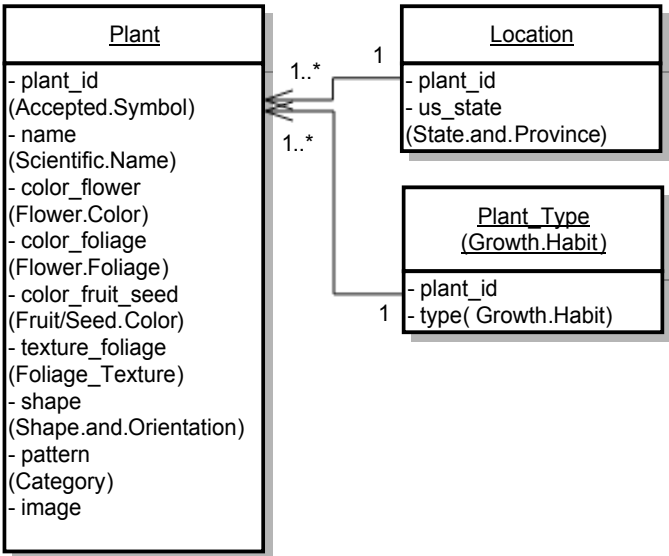 Plant
- plant_id
(Accepted.Symbol)
- name
(Scientific.Name)
- color_flower
(Flower.Color)
- color_foliage
(Flower.Foliage)
- color_fruit_seed
(Fruit/Seed.Color)
- texture_foliage
(Foliage_Texture)
- shape
(Shape.and.Orientation)
- pattern
(Category)
- image
1..*
1
1..*
1
Location
- plant_id
- us_state
(State.and.Province)
Plant_Type
(Growth.Habit)
- plant_id
- type( Growth.Habit)